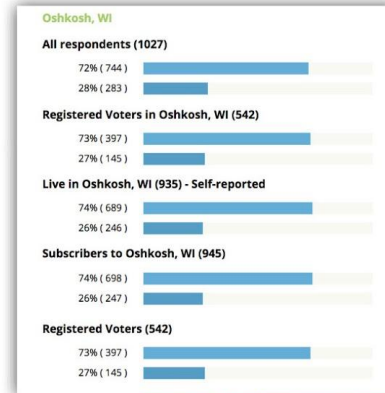 Oshkosh, WI
All respondents (1027)
72% ( 744 )
28% ( 283 )
Registered Voters in Oshkosh, WI (542)
73% ( 397 )
27% ( 145 )
Live in Oshkosh, WI (935) - Self-reported
74% ( 689 )
26% ( 246 )
Subscribers to Oshkosh, WI (945)
74% ( 698 )
26% ( 247 )
Registered Voters (542)
73% ( 397 )
27% ( 145 )